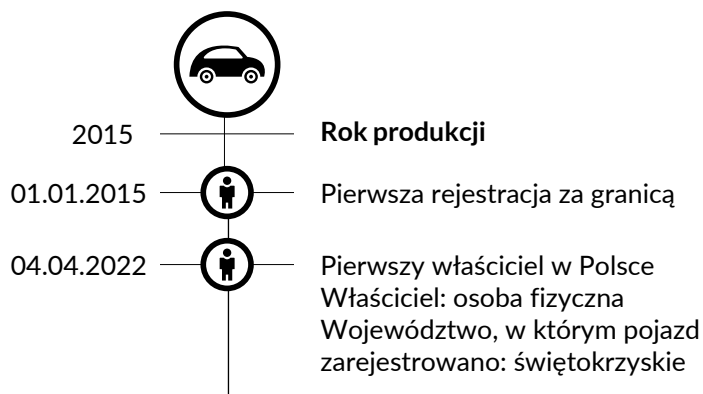 2015 Rok produkcji
01.01.2015 Pierwsza rejestracja za granicą
04.04.2022 Pierwszy właściciel w Polsce
Właściciel: osoba fizyczna
Województwo, w którym pojazd
zarejestrowano: świętokrzyskie